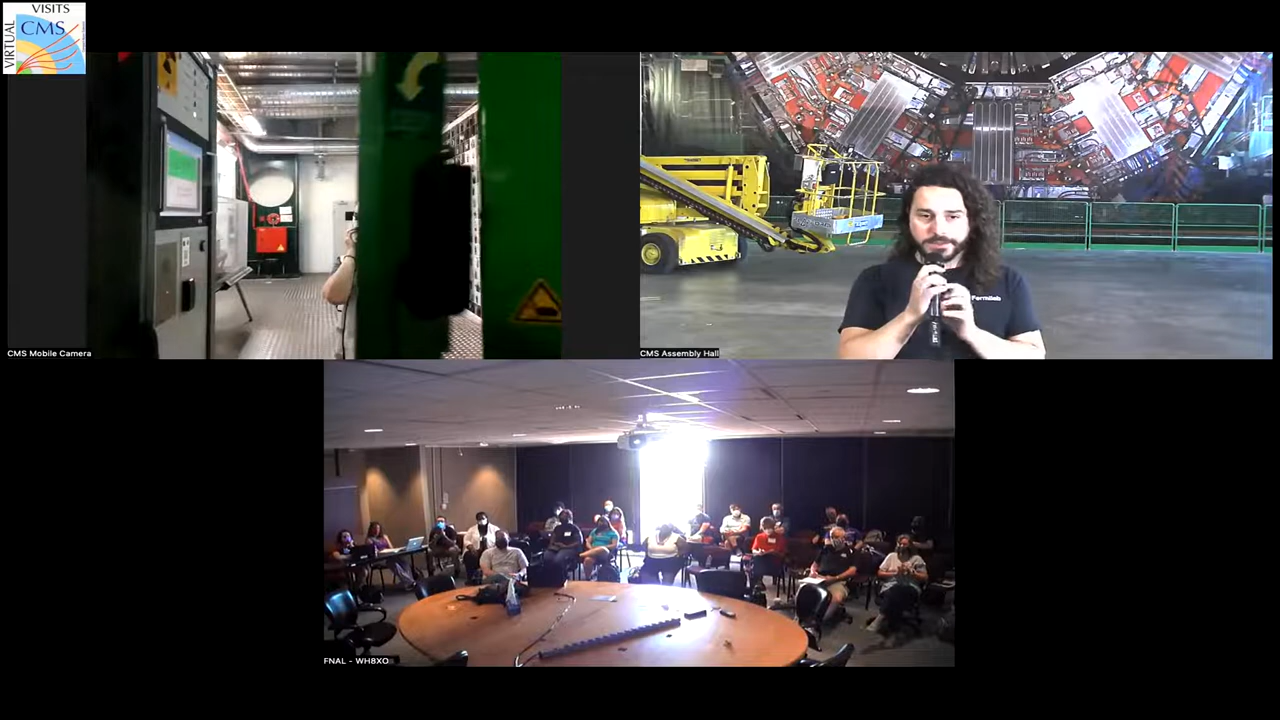 VISITS
CMS
VIRTUAL
CMS Mobile Camera
CMS Assembly Hall
Fermilab
FNAL - WH8XO